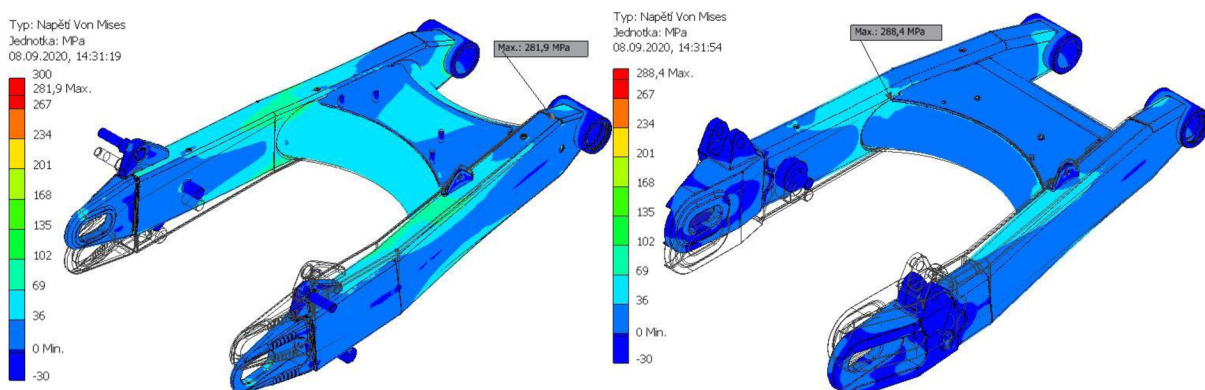 Typ: Napětí Von Mises
Jednotka: MPa
08.09.2020, 14:31:19
300
281,9 Max.
267
234
201
168
135
102
69
36
0 Min.
-30
Max.: 281,9 MPa
Typ: Napětí Von Mises
Jednotka: MPa
08.09.2020, 14:31:54
288,4 Max.
267
234
201
168
135
102
69
36
0 Min.
-30
Max.: 288,4 MPa